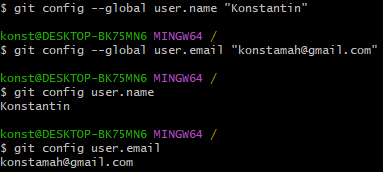 $ git config --global user.name "Konstantin"
konst@DESKTOP-BK75MN6 MINGW64 /
$ git config --global user.email "konstamah@gmail.com"
konst@DESKTOP-BK75MN6 MINGW64 /
$ git config user.name
Konstantin
konst@DESKTOP-BK75MN6 MINGW64 /
$ git config user.email
konstamah@gmail.com